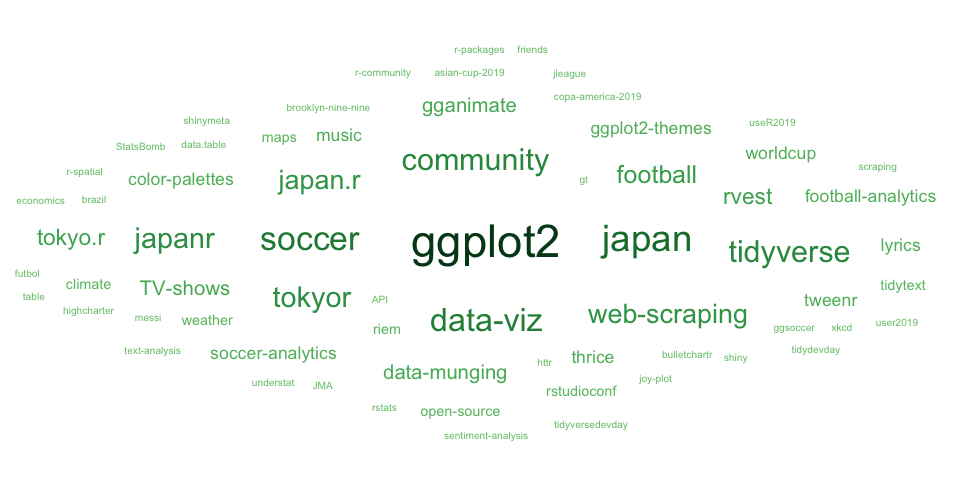 r-packages friends
r-community asian-cup-2019 jleague
brooklyn-nine-nine gganimate copa-america-2019
shinymeta maps music ggplot2-themes useR2019
StatsBomb data.table community worldcup
r-spatial color-palettes japan.r gt football scraping
economics brazil rvest football-analytics
tokyo.r japanr soccer ggplot2 japan tidyverse lyrics
futbol climate TV-shows tokyor API tweenr tidytext
table highcharter messi weather riem data-viz web-scraping ggsoccer xkcd user2019
text-analysis soccer-analytics httr thrice bulletchartr shiny tidydevday
understat JMA data-munging rstudioconf joy-plot
rstats open-source tidyversedevday
sentiment-analysis